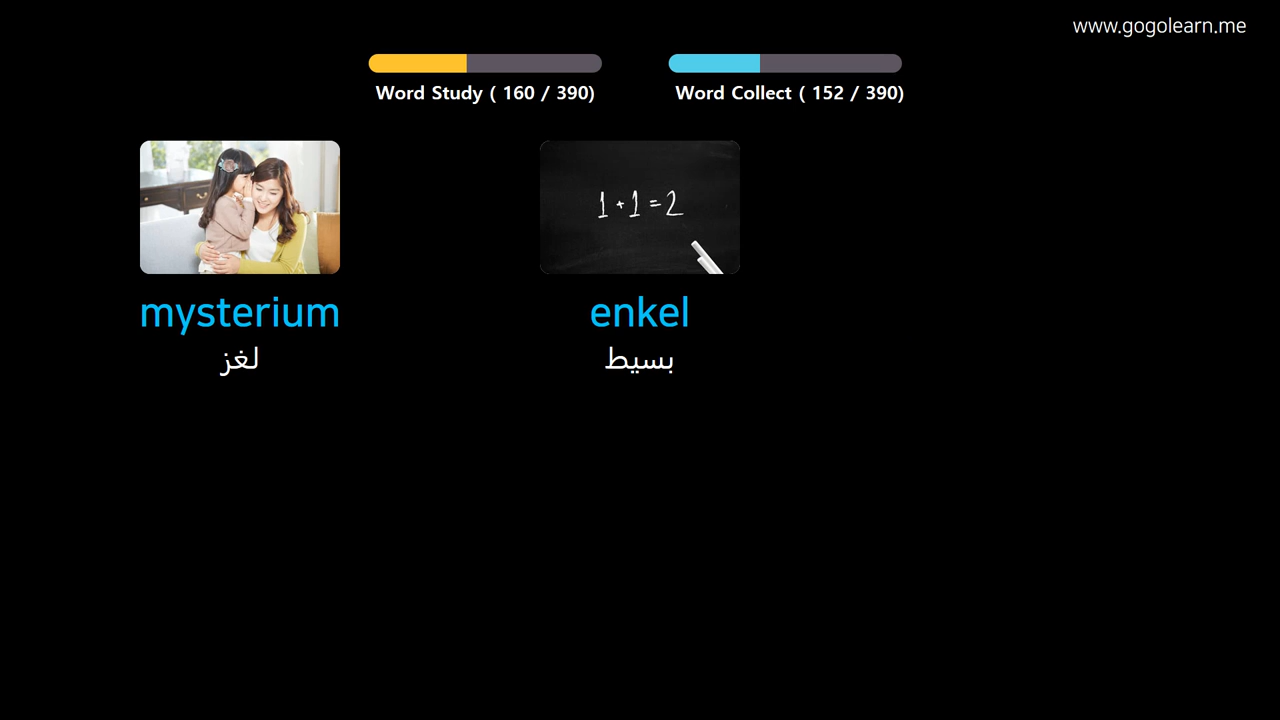 www.gogolearn.me
Word Study ( 160 / 390)
Word Collect ( 152 / 390)
1 + 1 = 2
mysterium
enkel
لغز
بسيط